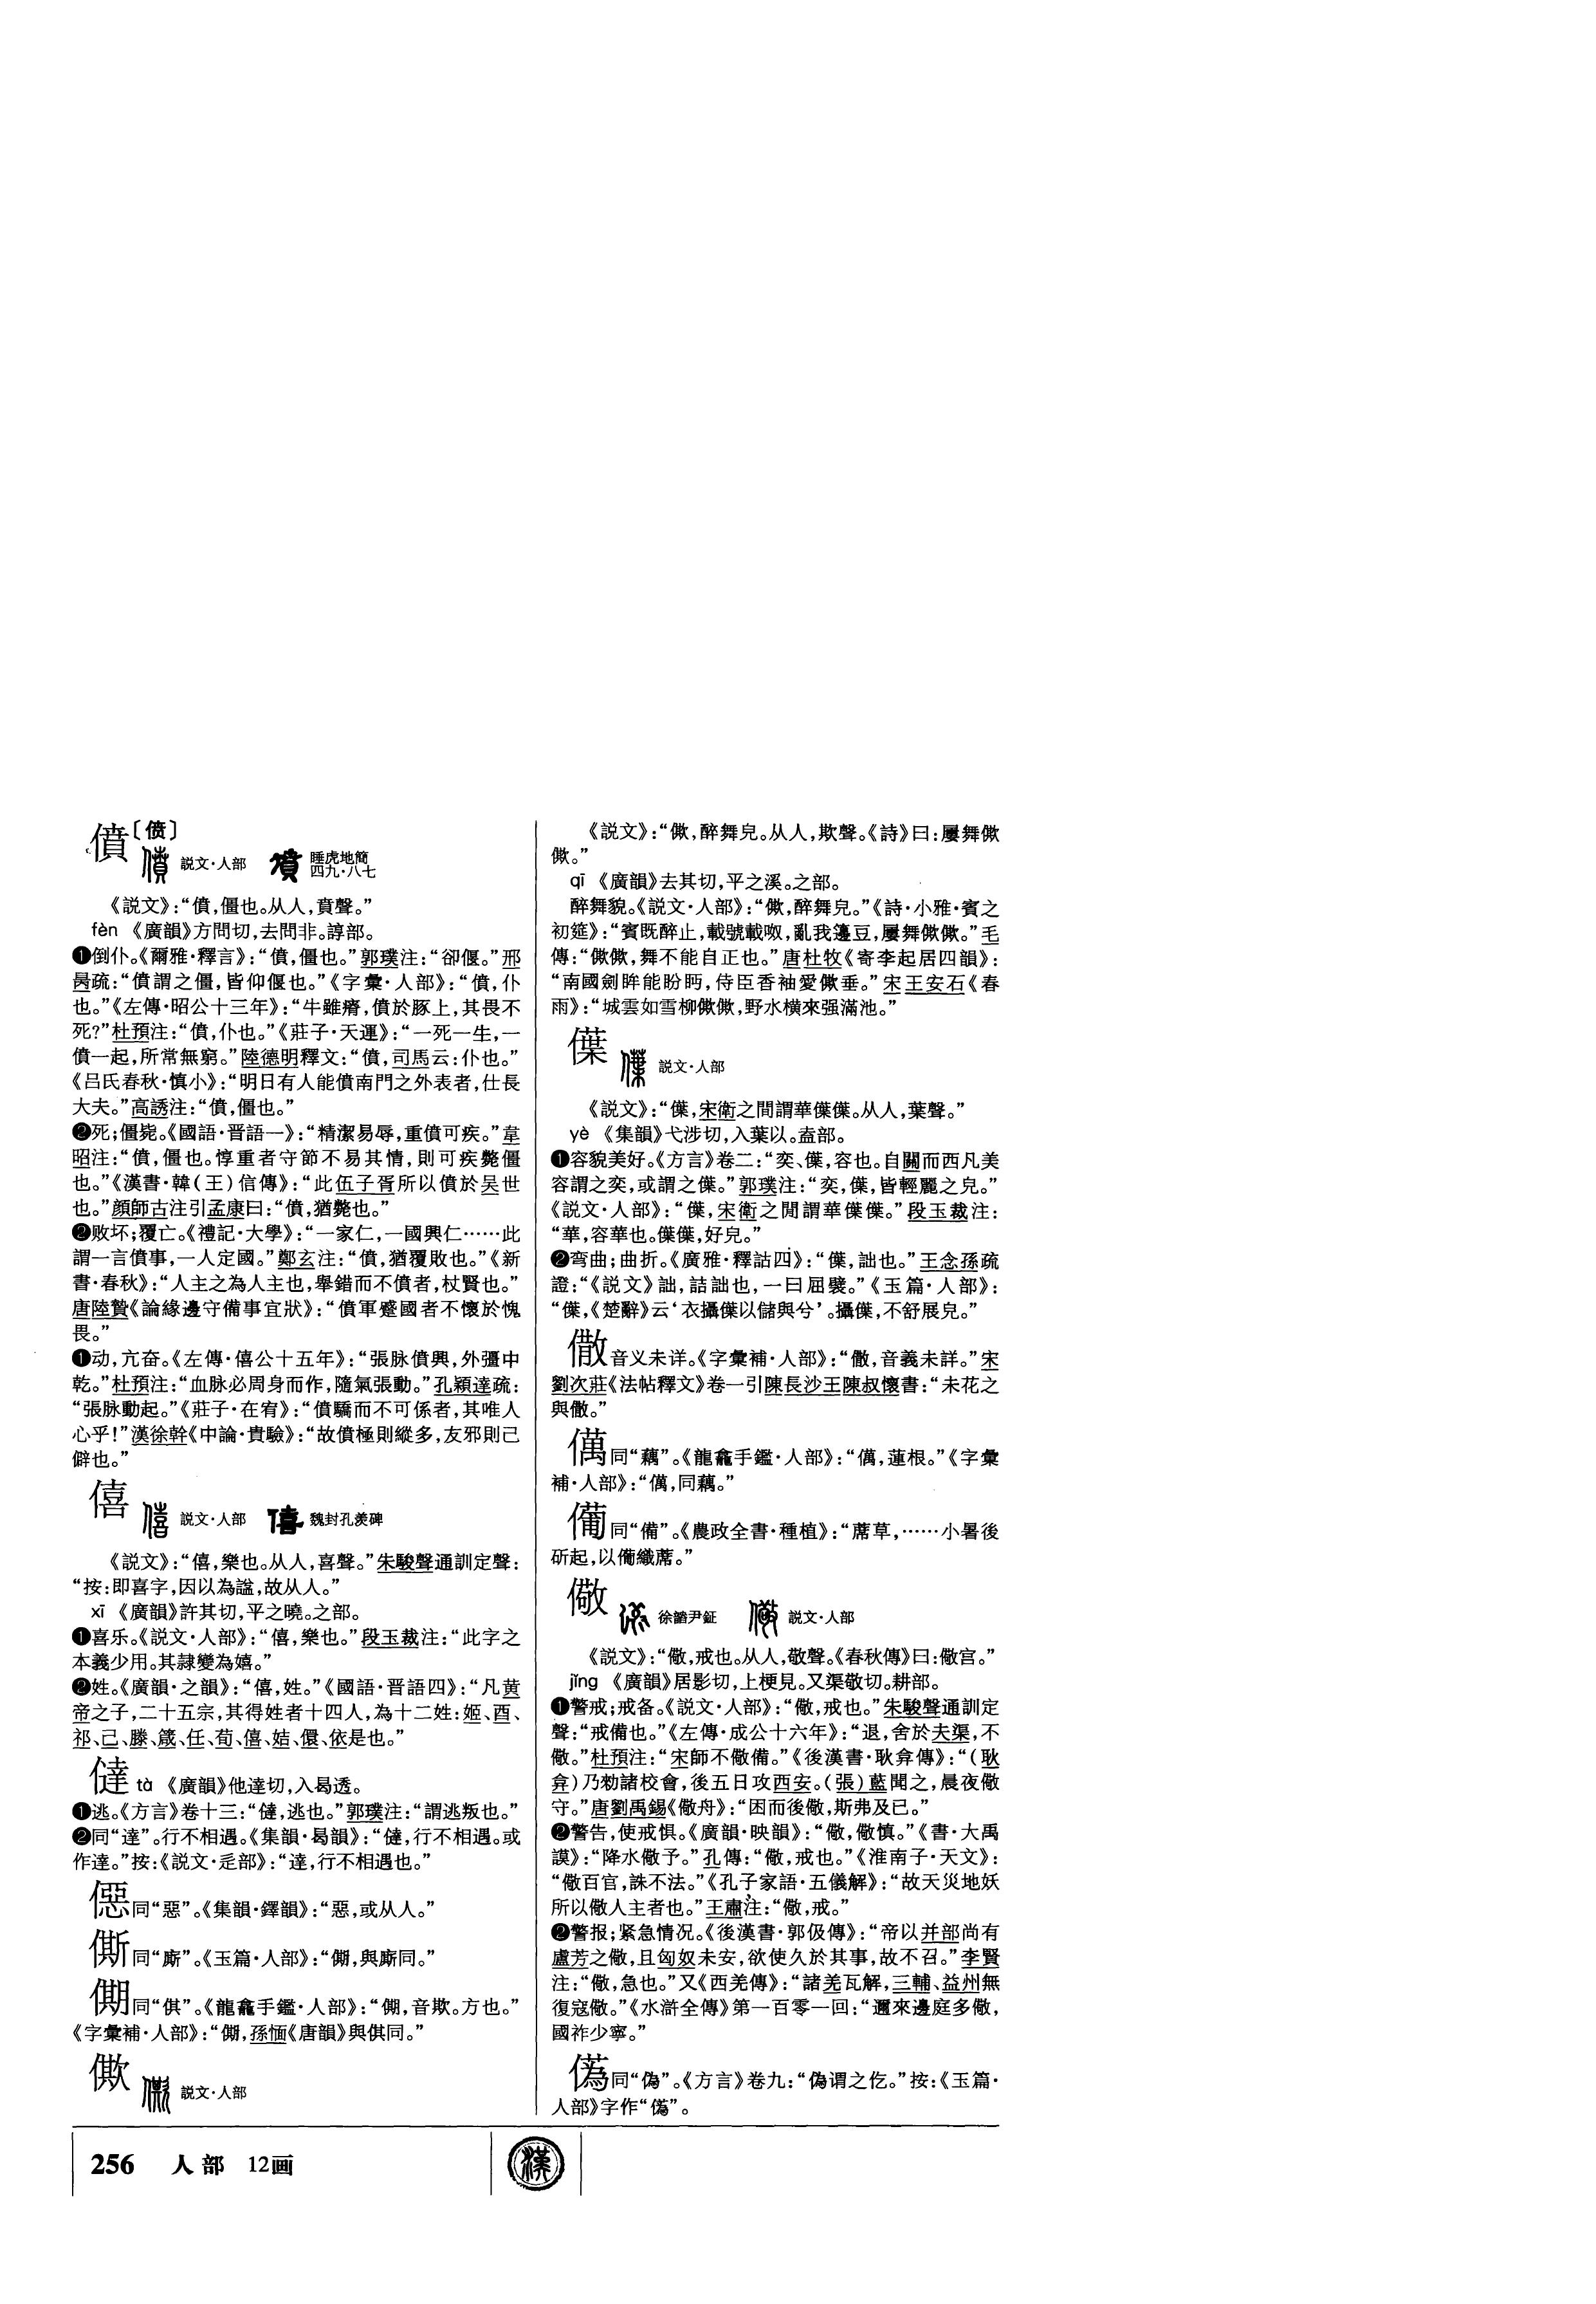 僨〔偾〕
説文·人部 睡虎地簡四九·八七
《説文》：“僨，僵也。从人，賁聲。”
fèn 《廣韻》方問切，去問非。諄部。
❶倒仆。《爾雅·釋言》：“僨，僵也。”郭璞注：“卻偃。”邢
昺疏：“僨謂之僵，皆仰偃也。”《字彙·人部》：“僨，仆
也。”《左傳·昭公十三年》：“牛雖瘠，僨於豚上，其畏不
死？”杜預注：“僨，仆也。”《莊子·天運》：“一死一生，一
僨一起，所常無窮。”陸德明釋文：“僨，司馬云：仆也。”
《吕氏春秋·慎小》：“明日有人能僨南門之外表者，仕長
大夫。”高誘注：“僨，僵也。”
❷死；僵毙。《國語·晋語一》：“精潔易辱，重僨可疾。”韋
昭注：“僨，僵也。惇重者守節不易其情，則可疾斃僵
也。”《漢書·韓（王）信傳》：“此伍子胥所以僨於吴世
也。”顔師古注引孟康曰：“僨，猶斃也。”
❷败坏；覆亡。《禮記·大學》：“一家仁，一國興仁……此
謂一言僨事，一人定國。”鄭玄注：“僨，猶覆敗也。”《新
書·春秋》：“人主之為人主也，舉錯而不僨者，杖賢也。”
唐陸贄《論緣邊守備事宜狀》：“僨軍蹙國者不懷於愧
畏。”
❶动，亢奋。《左傳·僖公十五年》：“張脉僨興，外彊中
乾。”杜預注：“血脉必周身而作，隨氣張動。”孔穎達疏：
“張脉動起。”《莊子·在宥》：“僨驕而不可係者，其唯人
心乎！”漢徐幹《中論·貴驗》：“故僨極則縱多，友邪則己
僻也。”
僖
説文·人部 魏封孔羨碑
《説文》：“僖，樂也。从人，喜聲。”朱駿聲通訓定聲：
“按：即喜字，因以為諡，故从人。”
xī 《廣韻》許其切，平之曉。之部。
❶喜乐。《説文·人部》：“僖，樂也。”段玉裁注：“此字之
本義少用。其隷變為嬉。”
❷姓。《廣韻·之韻》：“僖，姓。”《國語·晋語四》：“凡黄
帝之子，二十五宗，其得姓者十四人，為十二姓：姬、酉、
祁、己、滕、箴、任、荀、僖、姞、儇、依是也。”
㒓 tà 《廣韻》他達切，入曷透。
❶逃。《方言》卷十三：“㒓，逃也。”郭璞注：“謂逃叛也。”
❷同“達”。行不相遇。《集韻·曷韻》：“㒓，行不相遇。或
作達。”按：《説文·辵部》：“達，行不相遇也。”
僫同“惡”。《集韻·鐸韻》：“惡，或从人。”
㒋同“廝”。《玉篇·人部》：“㒋，與廝同。”
同“倛”。《龍龕手鑑·人部》：“，音欺。方也。”
《字彙補·人部》：“，孫愐《唐韻》與倛同。”
僛
説文·人部
《説文》：“僛，醉舞皃。从人，欺聲。《詩》曰：屢舞僛
僛。”
qī 《廣韻》去其切，平之溪。之部。
醉舞貌。《説文·人部》：“僛，醉舞皃。”《詩·小雅·賓之
初筵》：“賓既醉止，載號載呶，亂我籩豆，屢舞僛僛。”毛
傳：“僛僛，舞不能自正也。”唐杜牧《寄李起居四韻》：
“南國劍眸能盼眄，侍臣香袖愛僛垂。”宋王安石《春
雨》：“城雲如雪柳僛僛，野水横來强滿池。”
僷
説文·人部
《説文》：“僷，宋衛之間謂華僷僷。从人，葉聲。”
yè 《集韻》弋涉切，入葉以。盍部。
❶容貌美好。《方言》卷二：“奕、僷，容也。自關而西凡美
容謂之奕，或謂之僷。”郭璞注：“奕，僷，皆輕麗之皃。”
《説文·人部》：“僷，宋衛之閒謂華僷僷。”段玉裁注：
“華，容華也。僷僷，好皃。”
❷弯曲；曲折。《廣雅·釋詁四》：“僷，詘也。”王念孫疏
證：“《説文》詘，詰詘也，一曰屈襞。”《玉篇·人部》：
“僷，《楚辭》云‘衣攝僷以儲與兮’。攝僷，不舒展皃。”
音义未详。《字彙補·人部》：“，音義未詳。”宋
劉次莊《法帖釋文》卷一引陳長沙王陳叔懷書：“未花之
與。”
同“藕”。《龍龕手鑑·人部》：“，蓮根。”《字彙
補·人部》：“，同藕。”
同“備”。《農政全書·種植》：“蓆草，……小暑後
斫起，以織蓆。”
儆
徐𧯞尹鉦 説文·人部
《説文》：“儆，戒也。从人，敬聲。《春秋傳》曰：儆宫。”
jǐng 《廣韻》居影切，上梗見。又渠敬切。耕部。
❶警戒；戒备。《説文·人部》：“儆，戒也。”朱駿聲通訓定
聲：“戒備也。”《左傳·成公十六年》：“退，舍於夫渠，不
儆。”杜預注：“宋師不儆備。”《後漢書·耿弇傳》：“（耿
弇）乃勑諸校會，後五日攻西安。（張）藍聞之，晨夜儆
守。”唐劉禹錫《儆舟》：“因而後儆，斯弗及已。”
❷警告，使戒惧。《廣韻·映韻》：“儆，儆慎。”《書·大禹
謨》：“降水儆予。”孔傳：“儆，戒也。”《淮南子·天文》：
“儆百官，誅不法。”《孔子家語·五儀解》：“故天災地妖
所以儆人主者也。”王肅注：“儆，戒。”
❷警报；紧急情况。《後漢書·郭伋傳》：“帝以并部尚有
盧芳之儆，且匈奴未安，欲使久於其事，故不召。”李賢
注：“儆，急也。”又《西羌傳》：“諸羌瓦解，三輔、益州無
復寇儆。”《水滸全傳》第一百零一回：“邇來邊庭多儆，
國祚少寧。”
同“偽”。《方言》卷九：“偽谓之仡。”按：《玉篇·
人部》字作“”。
256 人部 12画
漢